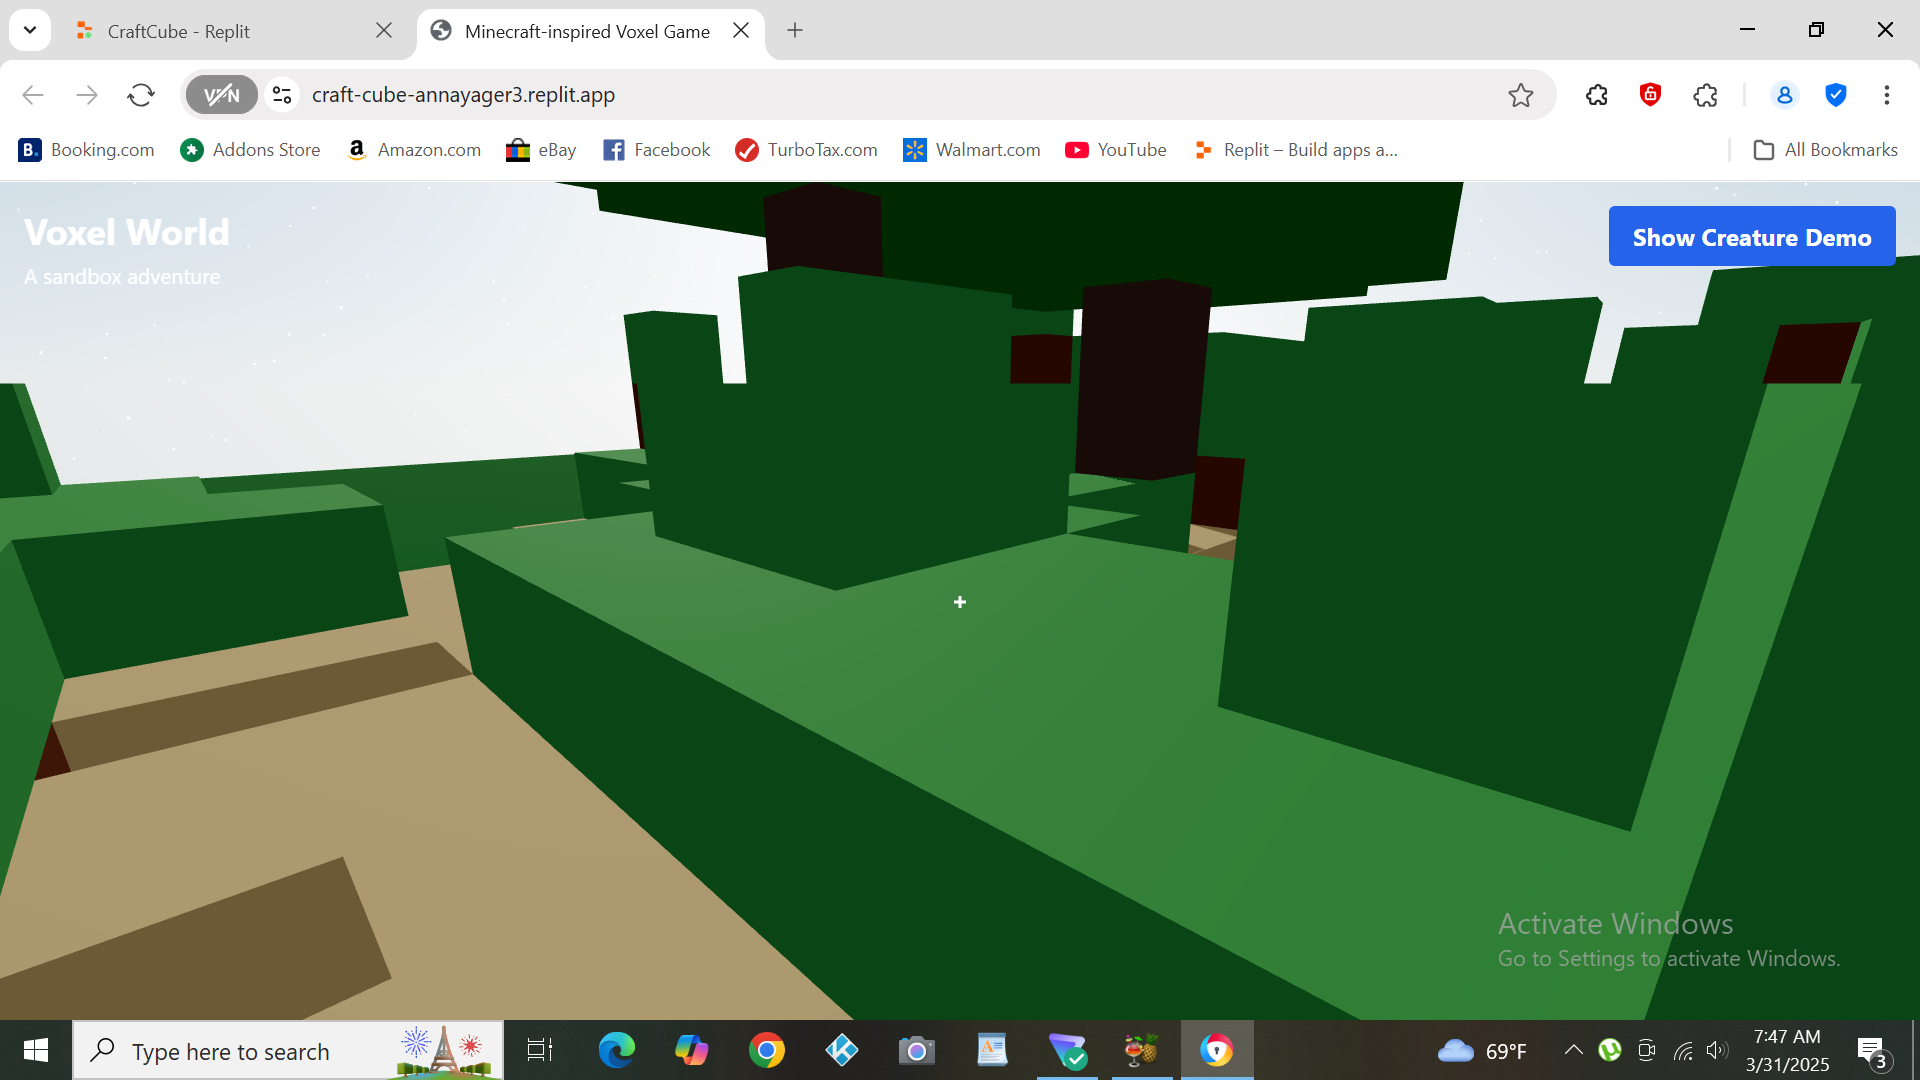 CraftCube - Replit
Minecraft-inspired Voxel Game
VPN
craft-cube-annayager3.replit.app
B.
Booking.com
Addons Store
a
Amazon.com
eBay
Facebook
TurboTax.com
Walmart.com
YouTube
Replit – Build apps a...
All Bookmarks
Voxel World
A sandbox adventure
Show Creature Demo
Activate Windows
Go to Settings to activate Windows.
Type here to search
69°F
7:47 AM
3/31/2025
3